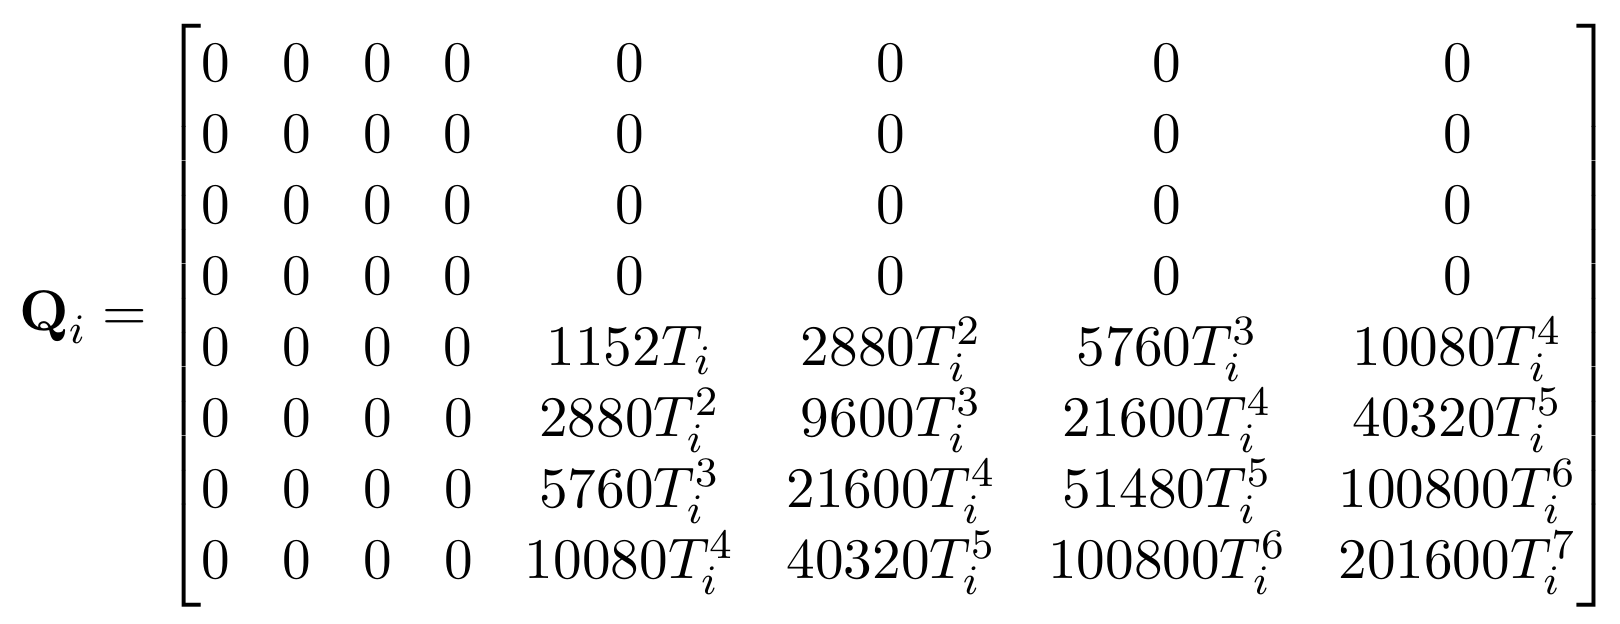 0 0 0 0 0 0 0 0
0 0 0 0 0 0 0 0
0 0 0 0 0 0 0 0
0 0 0 0 0 0 0 0
Q_i =
0 0 0 0 1152T_i 2880T_i^2 5760T_i^3 10080T_i^4
0 0 0 0 2880T_i^2 9600T_i^3 21600T_i^4 40320T_i^5
0 0 0 0 5760T_i^3 21600T_i^4 51480T_i^5 100800T_i^6
0 0 0 0 10080T_i^4 40320T_i^5 100800T_i^6 201600T_i^7